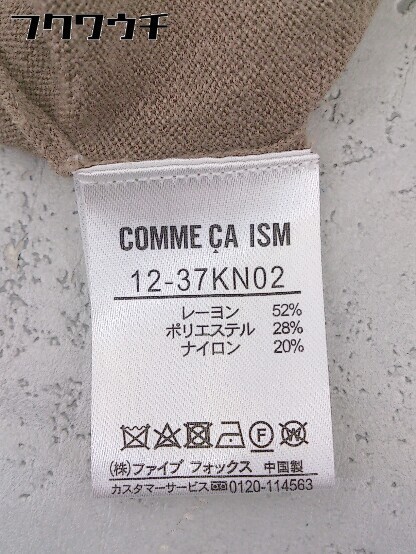 フクワウチ
COMME ÇA ISM
12-37KN02
レーヨン 52%
ポリエステル 28%
ナイロン 20%
(株)ファイブ フォックス 中国製
カスタマーサービス 0120-114563